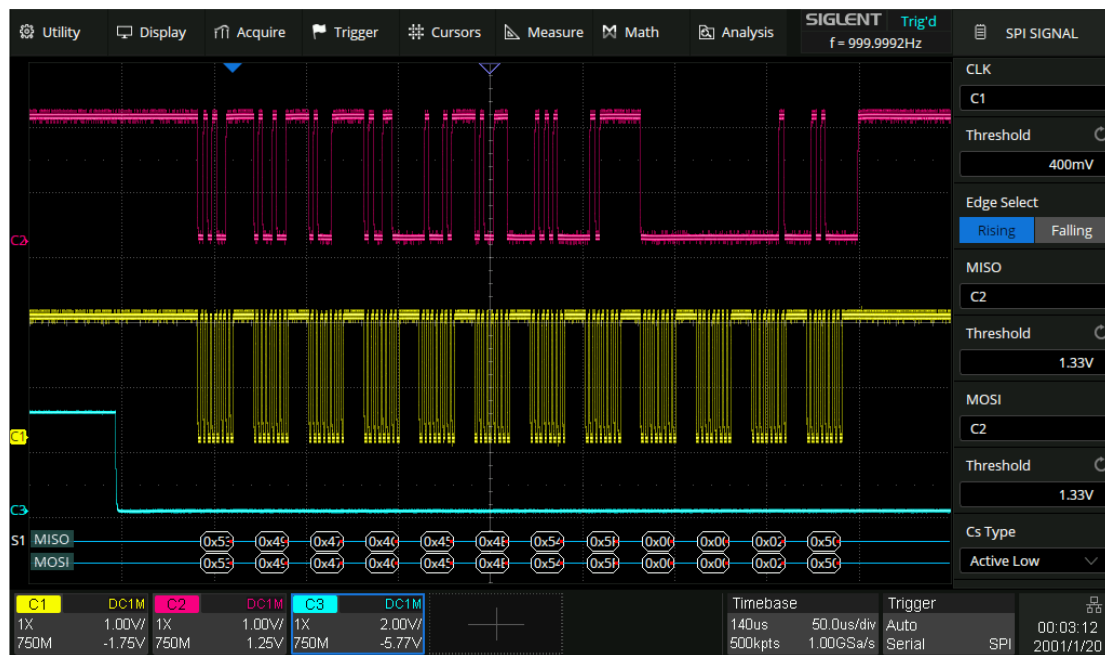 Utility Display Acquire Trigger Cursors Measure Math Analysis
SIGLENT Trig'd
f = 999.9992Hz
SPI SIGNAL
CLK
C1
Threshold
400mV
Edge Select
Rising Falling
MISO
C2
Threshold
1.33V
MOSI
C2
Threshold
1.33V
Cs Type
Active Low
C2
C1
C3
S1 MISO
0x53 0x49 0x47 0x45 0x54 0x02
MOSI
0x53 0x49 0x47 0x45 0x54 0x02
C1 DC1M
1X 1.00V/
750M -1.75V
C2 DC1M
1X 1.00V/
750M 1.25V
C3 DC1M
1X 2.00V/
750M -5.77V
Timebase
140us 50.0us/div
500kpts 1.00GSa/s
Trigger
Auto
Serial SPI
00:03:12
2001/1/20